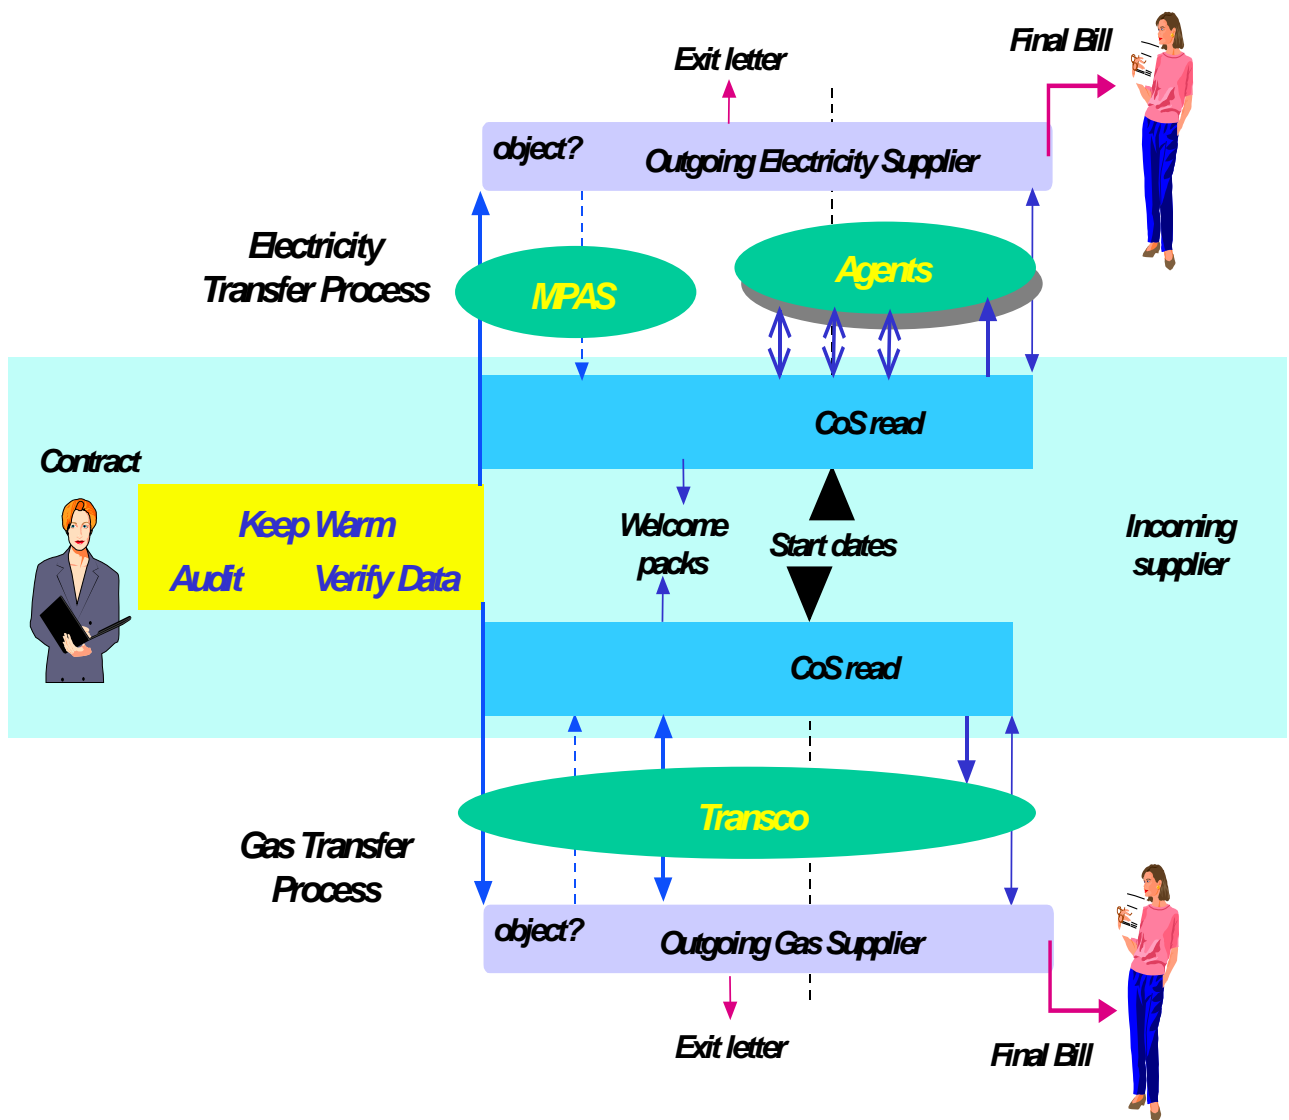 Final Bill
Exit letter
object?
Outgoing Electricity Supplier
Electricity
Transfer Process
MPAS
Agents
CoS read
Contract
Keep Warm
Audit
Verify Data
Welcome
packs
Start dates
Incoming
supplier
CoS read
Transco
Gas Transfer
Process
object?
Outgoing Gas Supplier
Exit letter
Final Bill